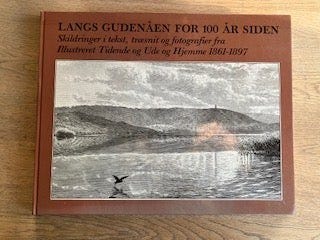 LANGS GUDENÅEN FOR 100 ÅR SIDEN
Skildringer i tekst, træsnit og fotografier fra
Illustreret Tidende og Ude og Hjemme 1861-1897